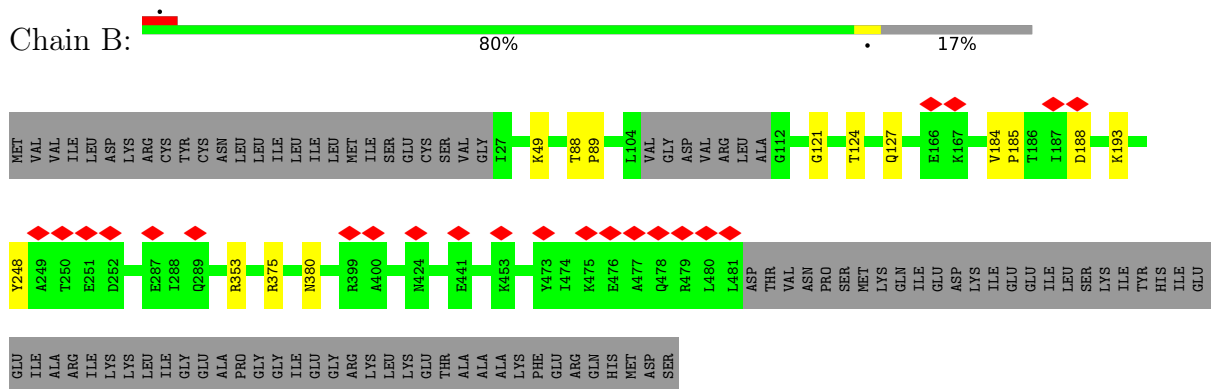 Chain B:
•
80%
•
17%
MET VAL VAL ILE LEU ASP LYS ARG CYS TYR CYS ASN LEU LEU ILE LEU ILE LEU MET ILE SER GLU CYS SER VAL GLY I27 K49 T88 P89 L104 VAL GLY ASP VAL ARG LEU ALA G112 G121 T124 Q127 E166 K167 V184 P185 T186 I187 D188 K193
Y248 A249 T250 E251 D252 E287 I288 Q289 R353 R375 N380 R399 A400 N424 E441 K453 Y473 I474 K475 E476 A477 Q478 R479 L480 L481 ASP THR VAL ASN PRO SER MET LYS GLN ILE GLU ASP LYS ILE GLU GLU ILE LEU SER LYS ILE TYR HIS ILE GLU
GLU ILE ALA ARG ILE LYS LYS LEU ILE GLY GLU ALA PRO GLY GLY ILE GLU GLY ARG LYS LEU LYS GLU THR ALA ALA ALA LYS PHE GLU ARG GLN HIS MET ASP SER